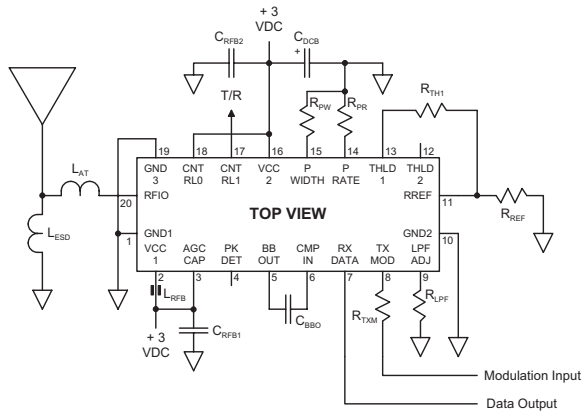 + 3
VDC
CRFB2
CDCB
+
T/R
RPW
RPR
RTH1
19
18
17
16
15
14
13
12
GND
3
CNT
RL0
CNT
RL1
VCC
2
P
WIDTH
P
RATE
THLD
1
THLD
2
LAT
20
RFIO
RREF
11
RREF
TOP VIEW
LESD
1
GND1
GND2
10
VCC
1
AGC
CAP
PK
DET
BB
OUT
CMP
IN
RX
DATA
TX
MOD
LPF
ADJ
2
3
4
5
6
7
8
9
LRFB
+ 3
VDC
CRFB1
CBBO
RTXM
RLPF
Modulation Input
Data Output